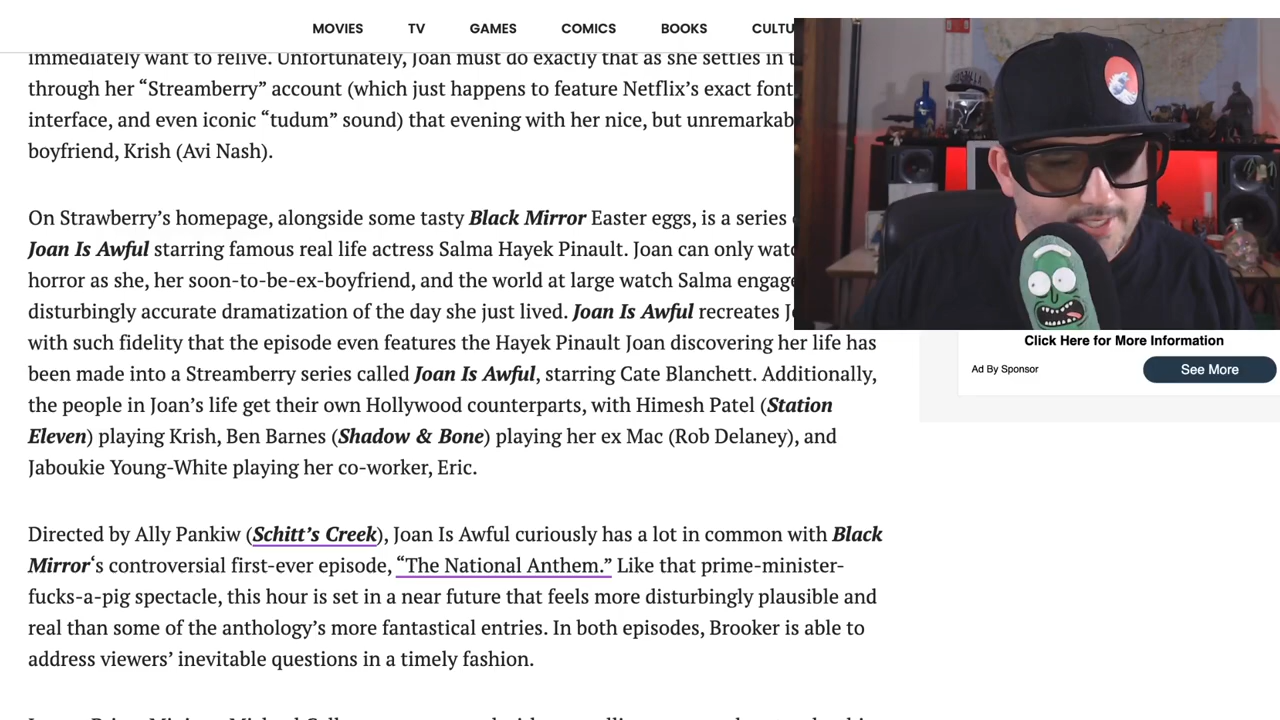 MOVIES TV GAMES COMICS BOOKS CULTU
immediately want to relive. Unfortunately, Joan must do exactly that as she settles in
through her “Streamberry” account (which just happens to feature Netflix’s exact font
interface, and even iconic “tudum” sound) that evening with her nice, but
boyfriend, Krish (Avi Nash).
On Strawberry’s homepage, alongside some tasty Black Mirror Easter eggs, is a series
Joan Is Awful starring famous real life actress Salma Hayek Pinault. Joan can only
horror as she, her soon-to-be-ex-boyfriend, and the world at large watch Salma
disturbingly accurate dramatization of the day she just lived. Joan Is Awful recreates
with such fidelity that the episode even features the Hayek Pinault Joan discovering her life has
been made into a Streamberry series called Joan Is Awful, starring Cate Blanchett. Additionally,
the people in Joan’s life get their own Hollywood counterparts, with Himesh Patel (Station
Eleven) playing Krish, Ben Barnes (Shadow & Bone) playing her ex Mac (Rob Delaney), and
Jaboukie Young-White playing her co-worker, Eric.
Directed by Ally Pankiw (Schitt’s Creek), Joan Is Awful curiously has a lot in common with Black
Mirror‘s controversial first-ever episode, “The National Anthem.” Like that prime-minister-
fucks-a-pig spectacle, this hour is set in a near future that feels more disturbingly plausible and
real than some of the anthology’s more fantastical entries. In both episodes, Brooker is able to
address viewers’ inevitable questions in a timely fashion.
Click Here for More Information
Ad By Sponsor
See More